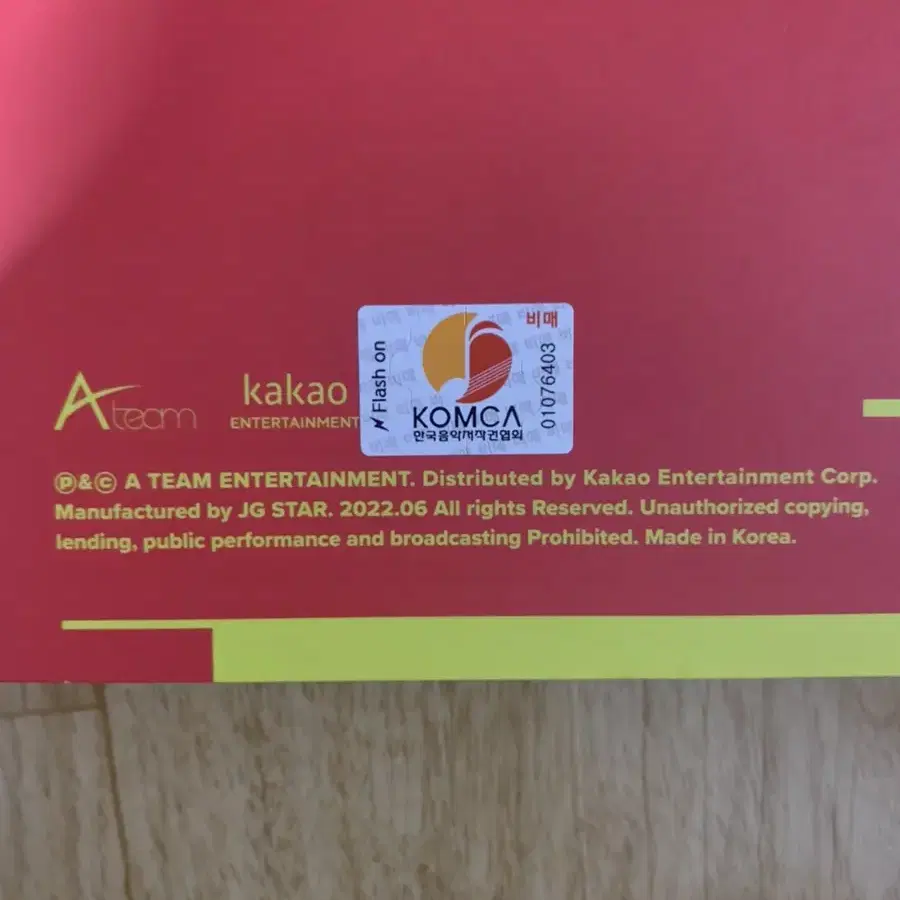 A team
kakao
ENTERTAINMENT
Flash on
비매
KOMCA
한국음악저작권협회
01076403
Ⓟ&Ⓒ A TEAM ENTERTAINMENT. Distributed by Kakao Entertainment Corp.
Manufactured by JG STAR. 2022.06 All rights Reserved. Unauthorized copying,
lending, public performance and broadcasting Prohibited. Made in Korea.